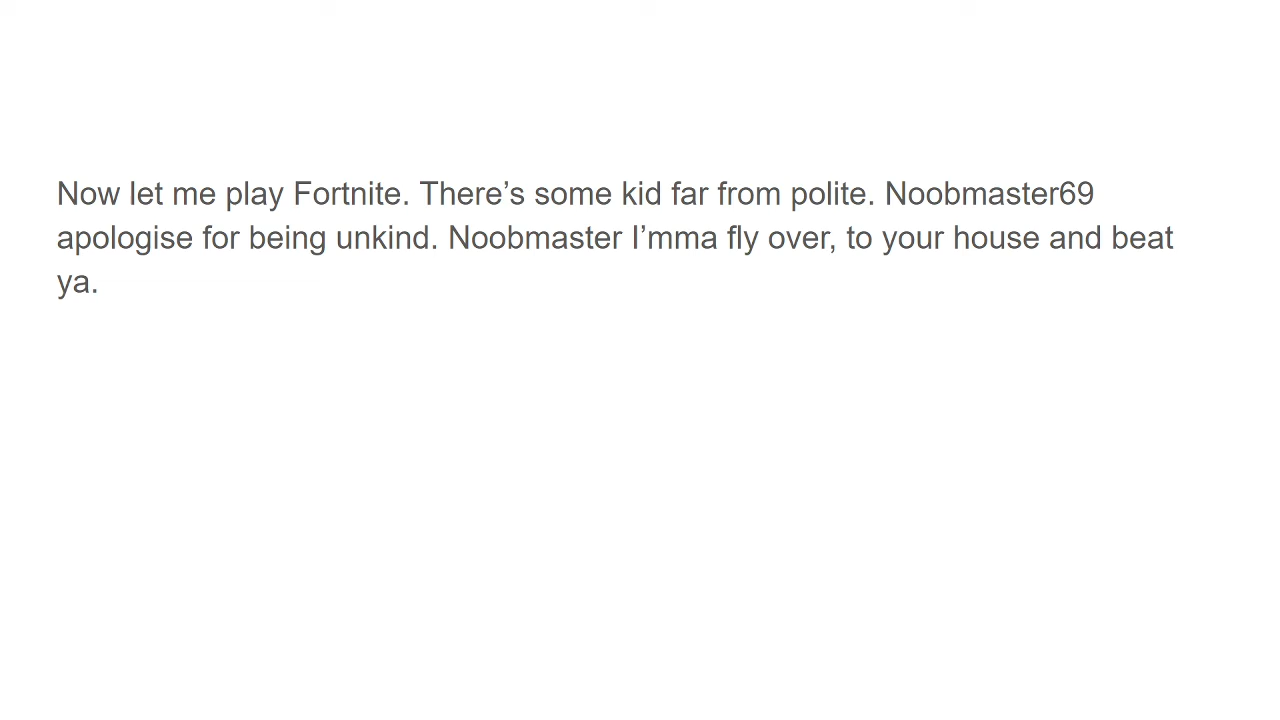 Now let me play Fortnite. There’s some kid far from polite. Noobmaster69
apologise for being unkind. Noobmaster I’mma fly over, to your house and beat
ya.